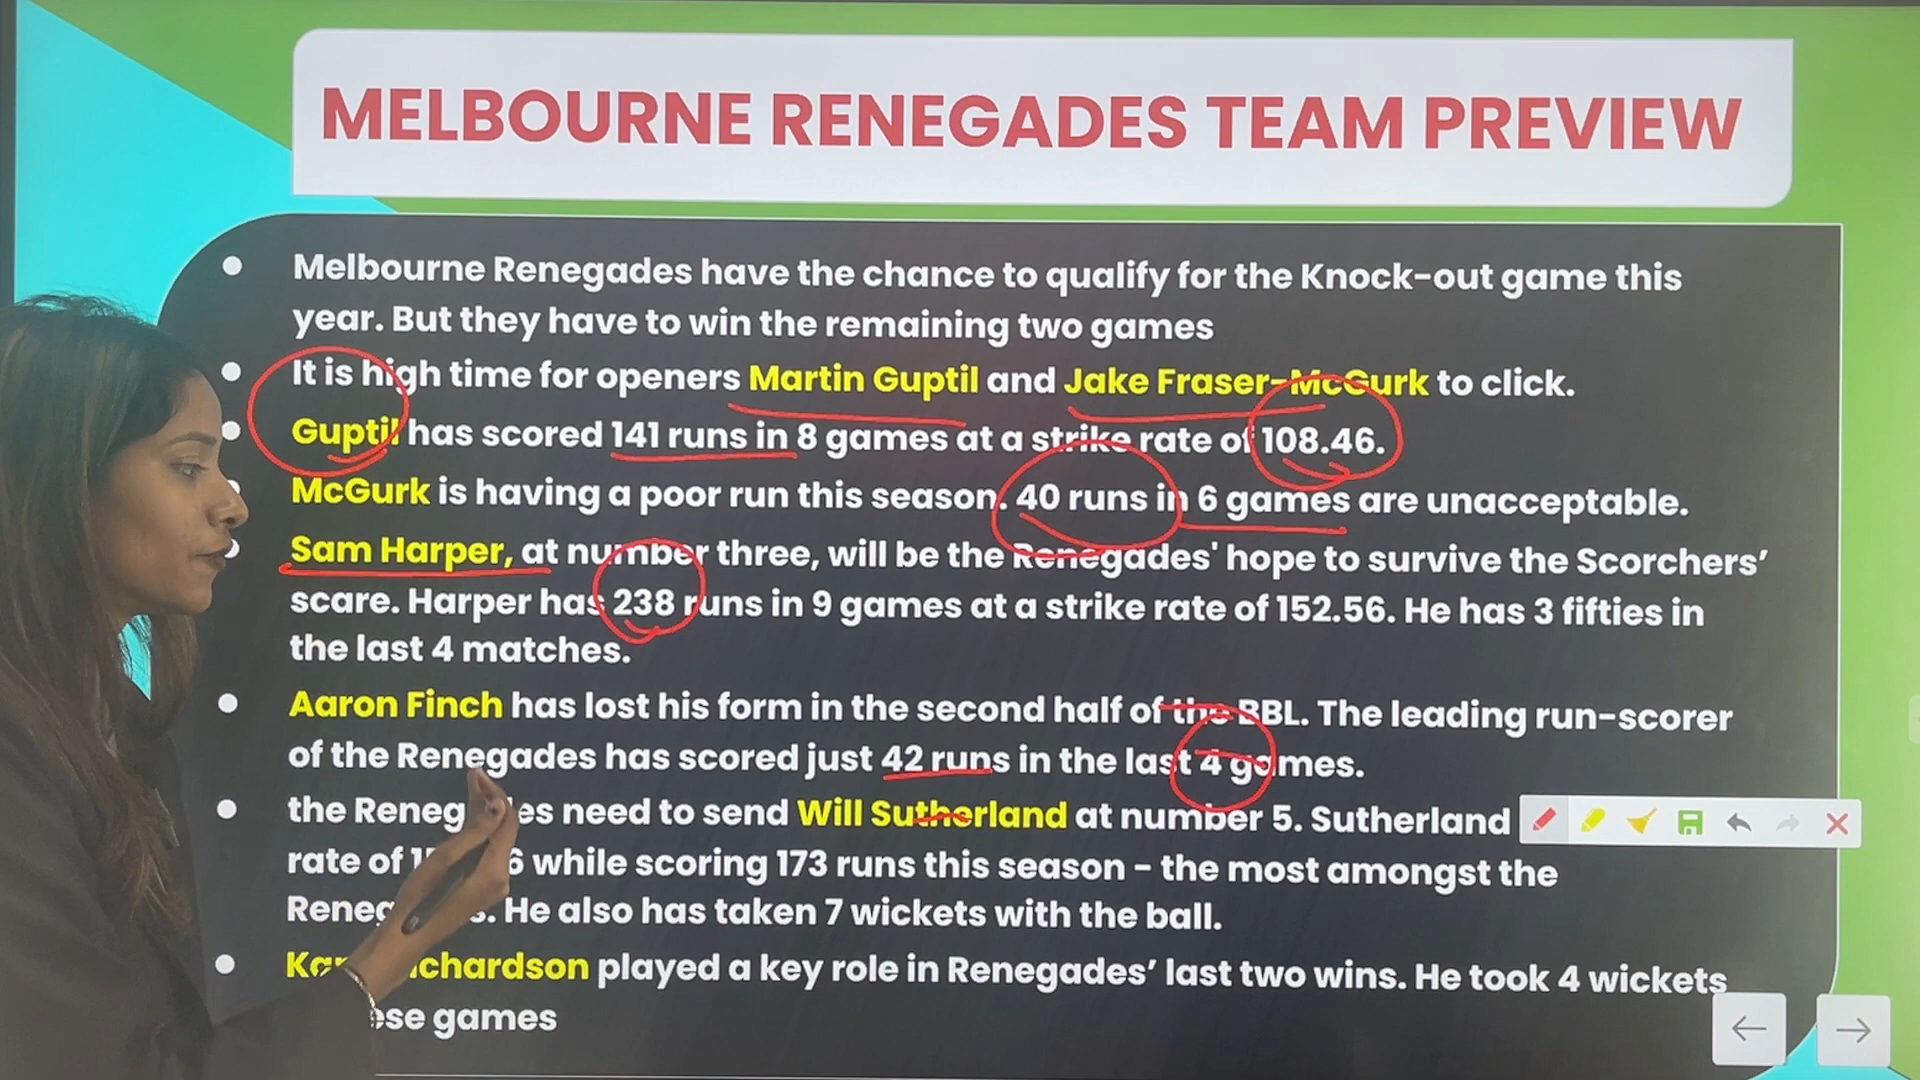 MELBOURNE RENEGADES TEAM PREVIEW
Melbourne Renegades have the chance to qualify for the Knock-out game this
year. But they have to win the remaining two games
It is high time for openers Martin Guptil and Jake Fraser-McGurk to click.
Guptil has scored 141 runs in 8 games at a strike rate of 108.46.
McGurk is having a poor run this season. 40 runs in 6 games are unacceptable.
Sam Harper, at number three, will be the Renegades' hope to survive the Scorchers’
scare. Harper has 238 runs in 9 games at a strike rate of 152.56. He has 3 fifties in
the last 4 matches.
Aaron Finch has lost his form in the second half of the BBL. The leading run-scorer
of the Renegades has scored just 42 runs in the last 4 games.
the need to send Will Sutherland at number 5. Sutherland
rate of while scoring 173 runs this season – the most amongst the
He also has taken 7 wickets with the ball.
played a key role in Renegades’ last two wins. He took 4 wickets
games